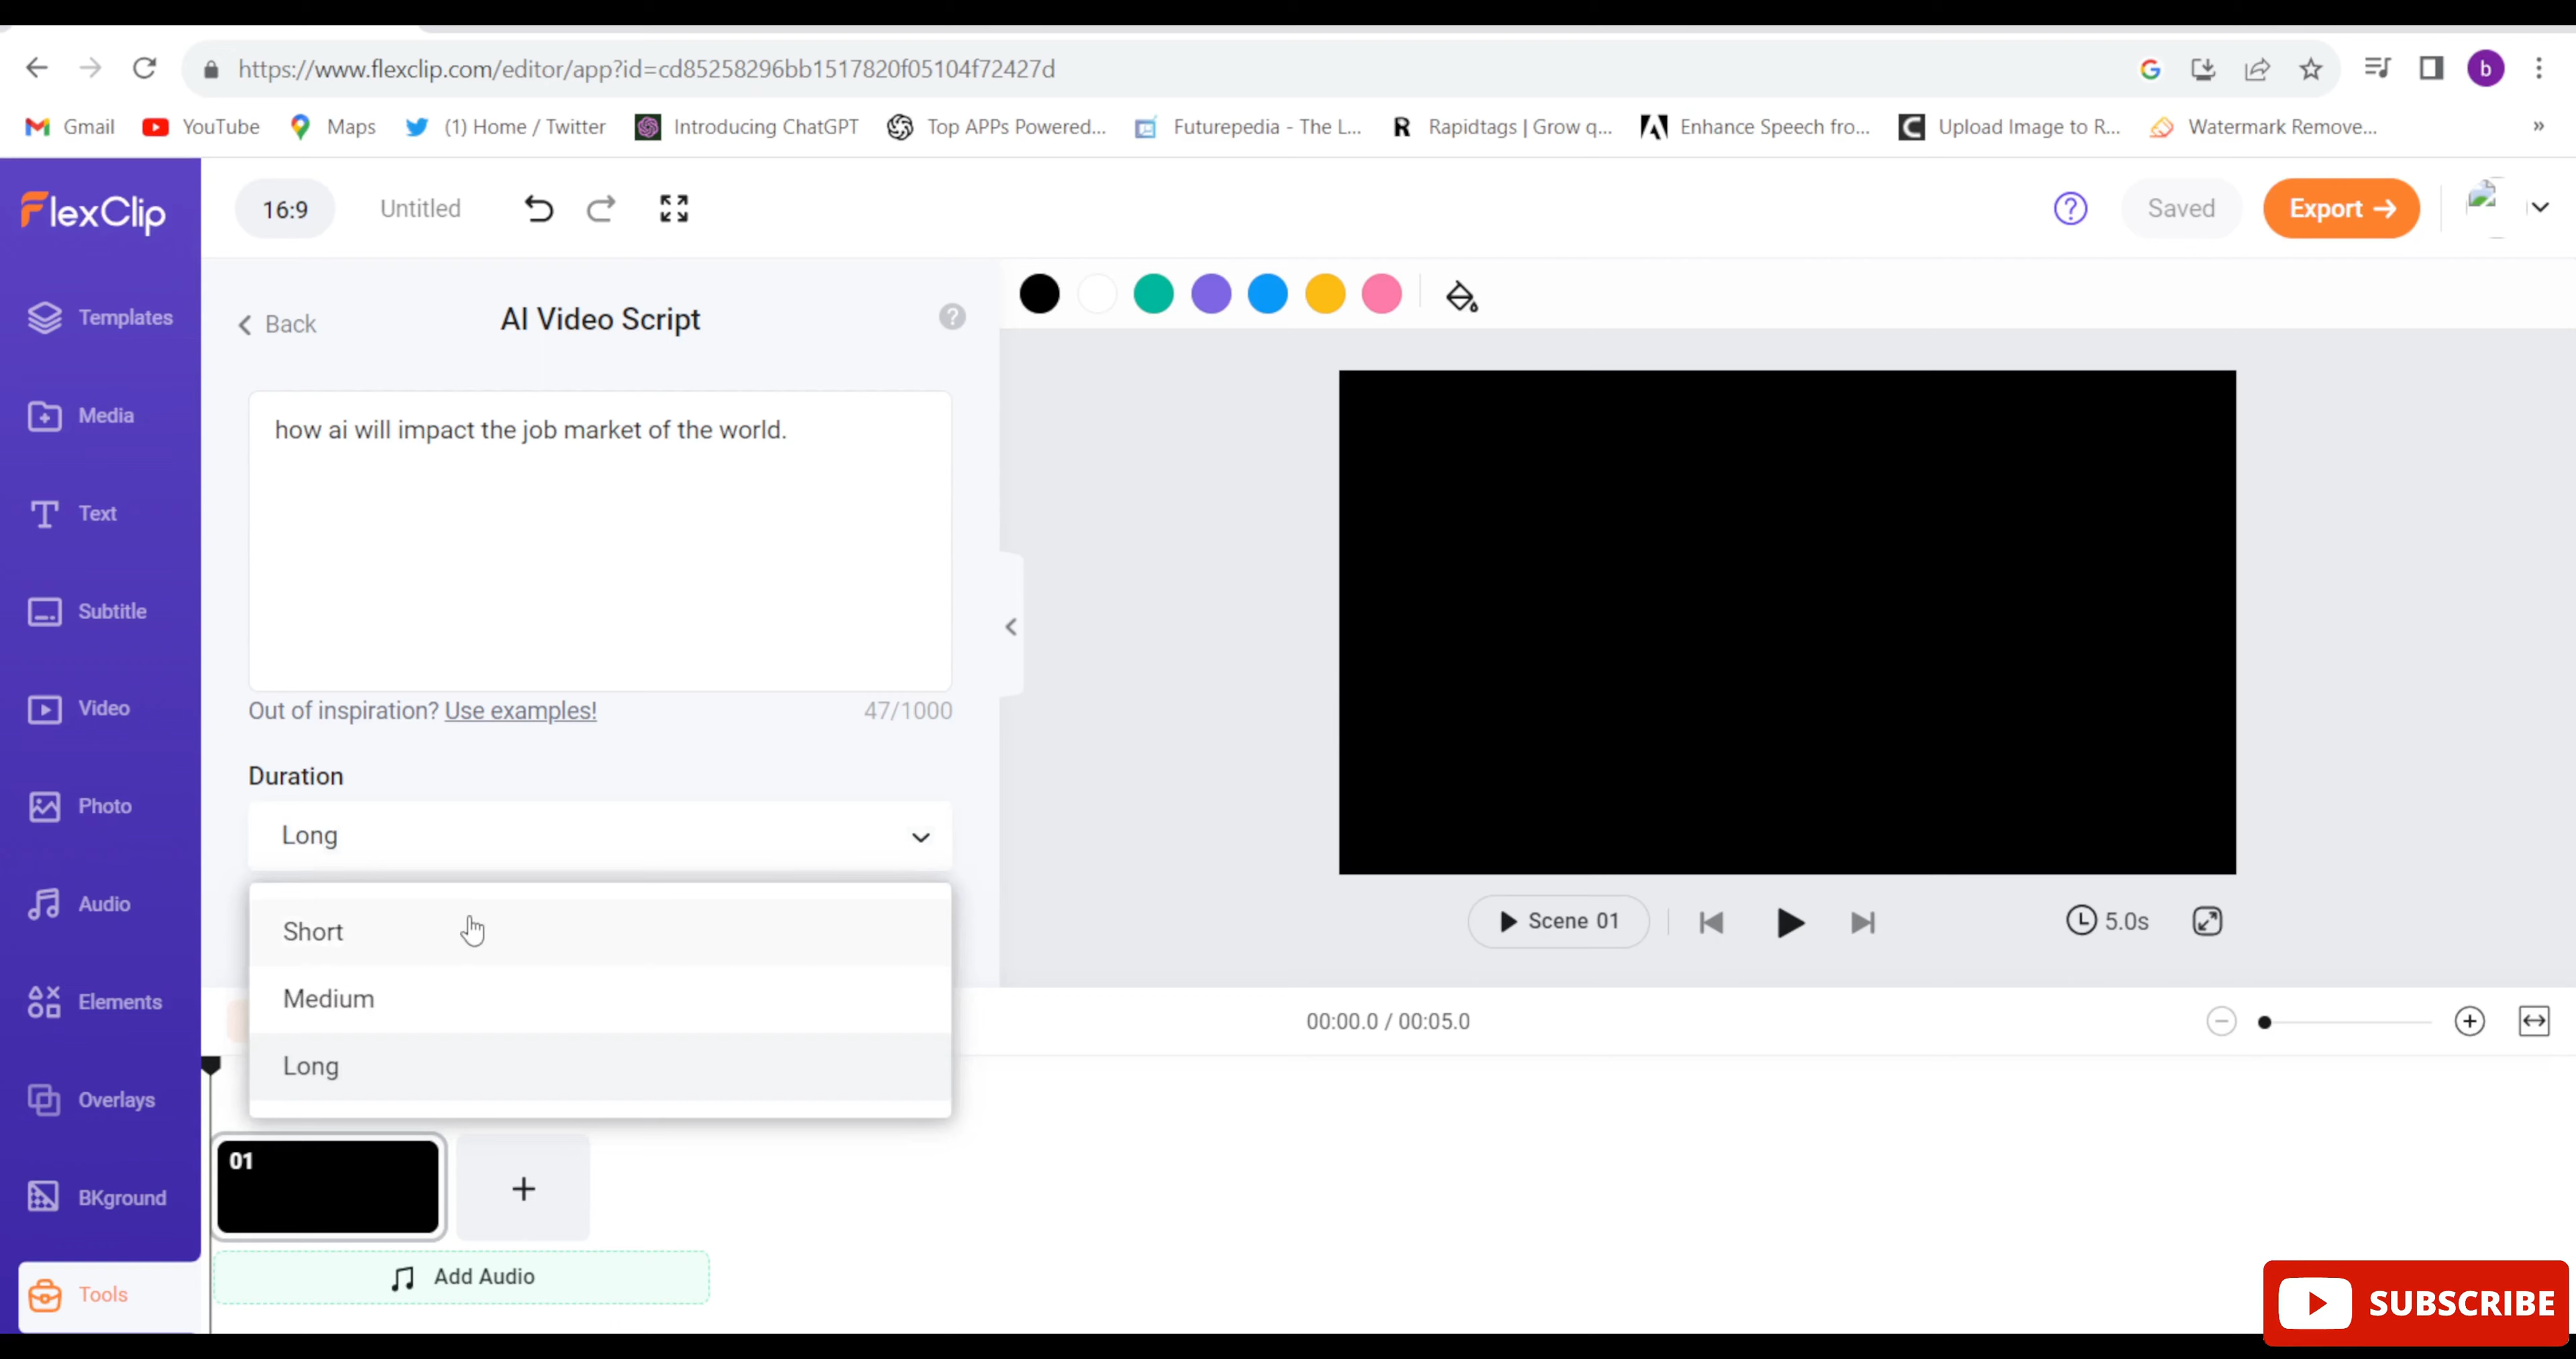 https://www.flexclip.com/editor/app?id=cd85258296bb1517820f05104f72427d
b
Gmail
YouTube
Maps
(1) Home / Twitter
Introducing ChatGPT
Top APPs Powered...
Futurepedia - The L...
Rapidtags | Grow q...
Enhance Speech fro...
Upload Image to R...
Watermark Remove...
»
FlexClip
16:9
Untitled
Saved
Export
Templates
Media
Text
Subtitle
Video
Photo
Audio
Elements
Overlays
BKground
Tools
Back
AI Video Script
how ai will impact the job market of the world.
Out of inspiration? Use examples!
47/1000
Duration
Long
Short
Medium
Long
Scene 01
5.0s
00:00.0 / 00:05.0
01
+
Add Audio
SUBSCRIBE